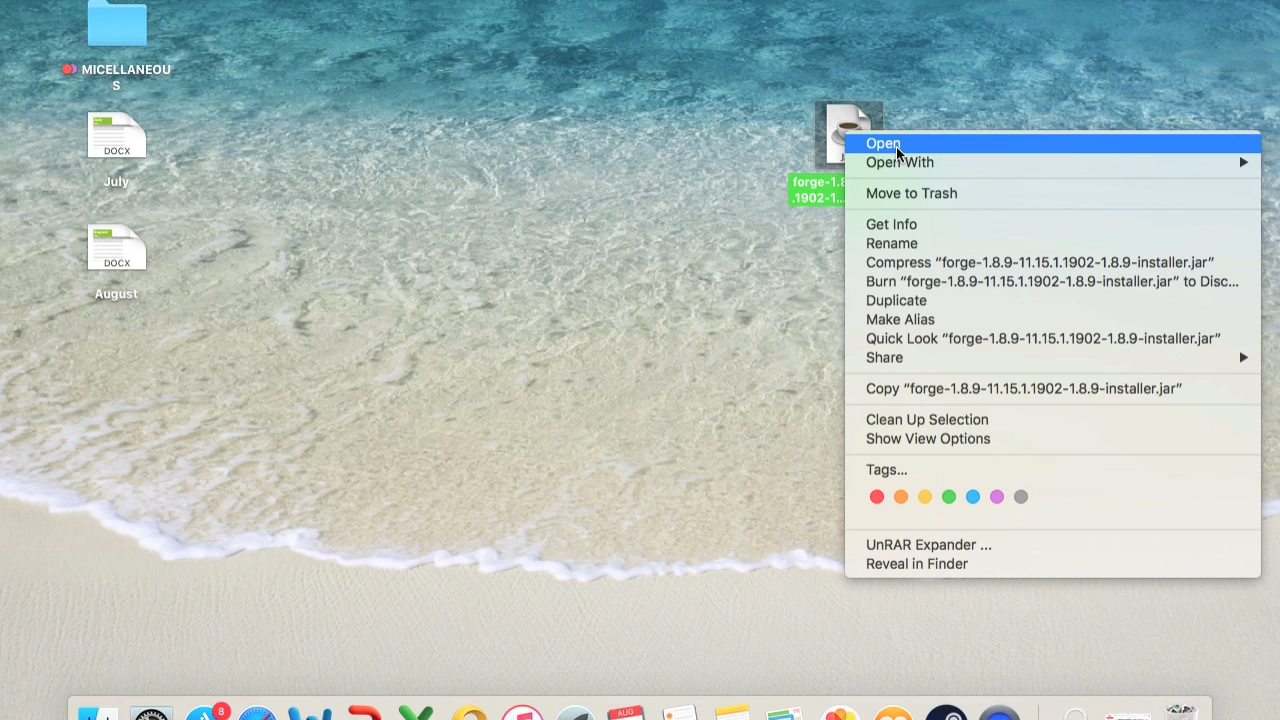 MICELLANEOU
S
DOCX
July
DOCX
August
forge-1.8
.1902-1...
Open
Open With
Move to Trash
Get Info
Rename
Compress “forge-1.8.9-11.15.1.1902-1.8.9-installer.jar”
Burn “forge-1.8.9-11.15.1.1902-1.8.9-installer.jar” to Disc...
Duplicate
Make Alias
Quick Look “forge-1.8.9-11.15.1.1902-1.8.9-installer.jar”
Share
Copy “forge-1.8.9-11.15.1.1902-1.8.9-installer.jar”
Clean Up Selection
Show View Options
Tags...
UnRAR Expander ...
Reveal in Finder
8
AUG